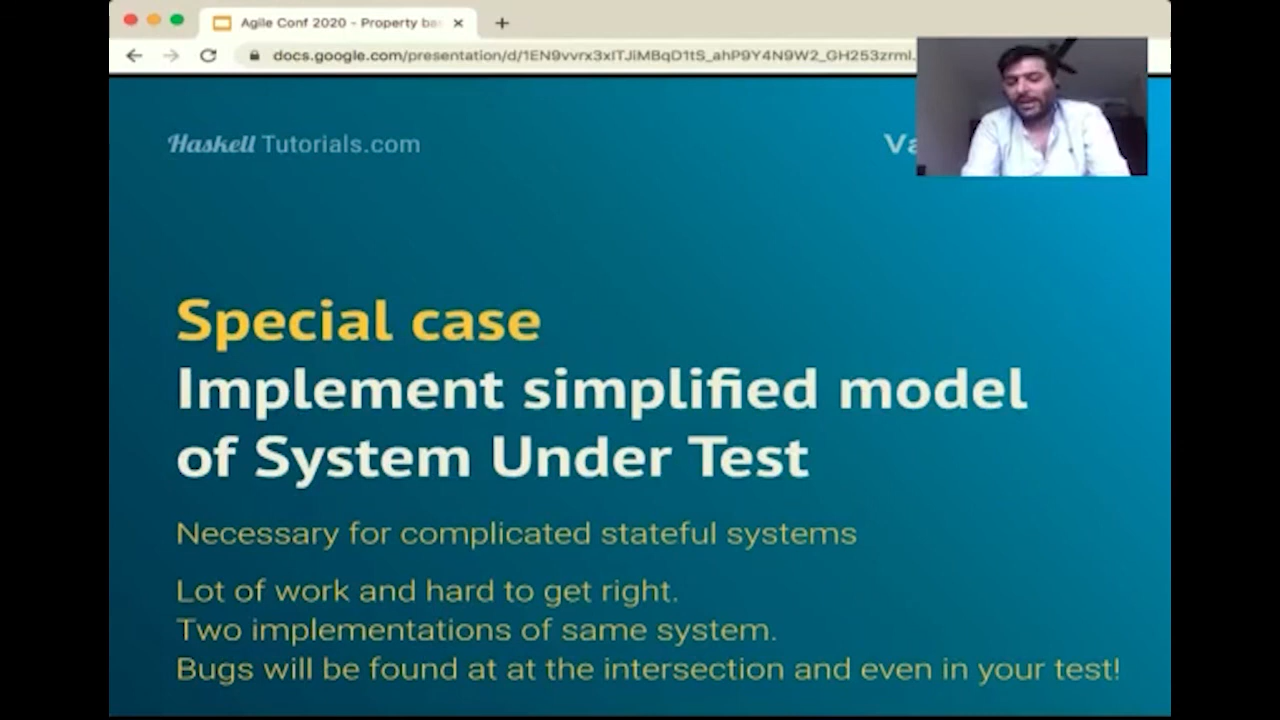 Agile Conf 2020 - Property ba
docs.google.com/presentation/d/
Haskell Tutorials.com
Va
Special case
Implement simplified model
of System Under Test
Necessary for complicated stateful systems
Lot of work and hard to get right.
Two implementations of same system.
Bugs will be found at at the intersection and even in your test!